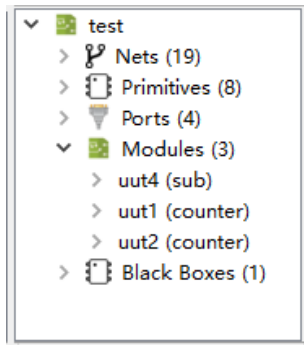 test
Nets (19)
Primitives (8)
Ports (4)
Modules (3)
uut4 (sub)
uut1 (counter)
uut2 (counter)
Black Boxes (1)